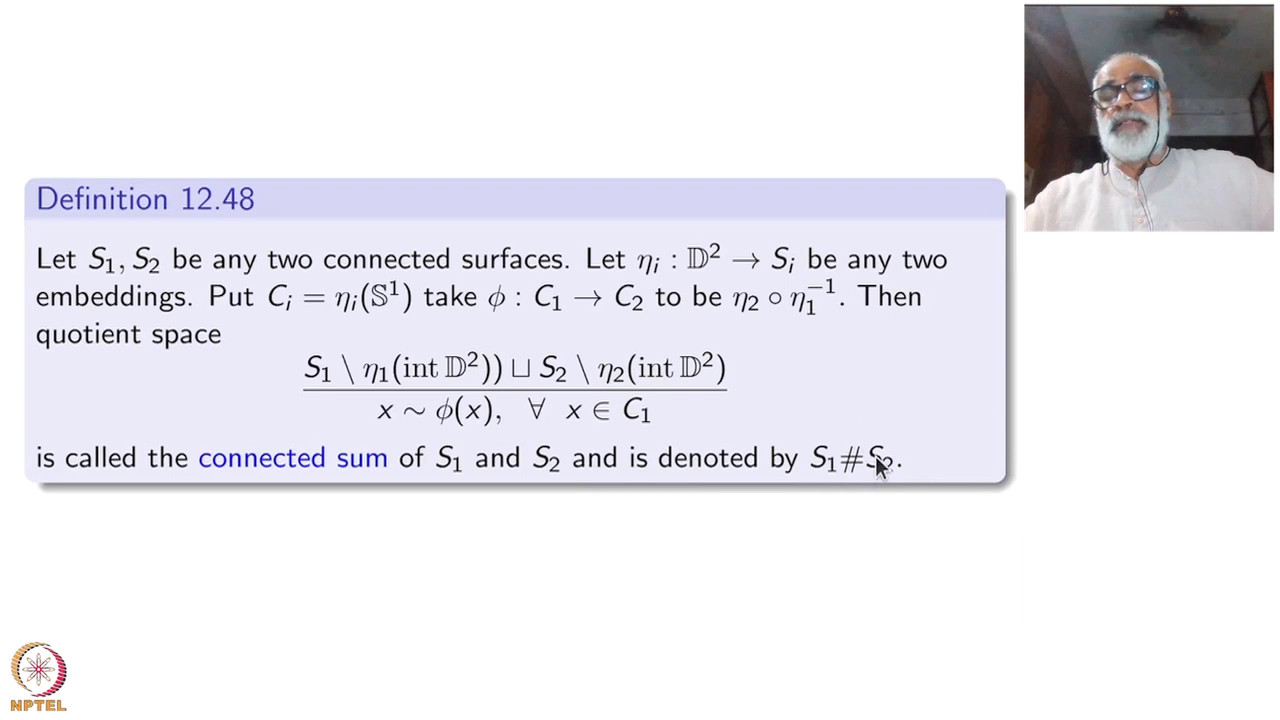 Definition 12.48
Let S₁, S₂ be any two connected surfaces. Let ηᵢ : 𝔻² → Sᵢ be any two
embeddings. Put Cᵢ = ηᵢ(𝕊¹) take ϕ : C₁ → C₂ to be η₂ ∘ η₁⁻¹. Then
quotient space
S₁ \ η₁(int 𝔻²)) ⊔ S₂ \ η₂(int 𝔻²)
x ∼ ϕ(x), ∀ x ∈ C₁
is called the connected sum of S₁ and S₂ and is denoted by S₁#S₂.
NPTEL